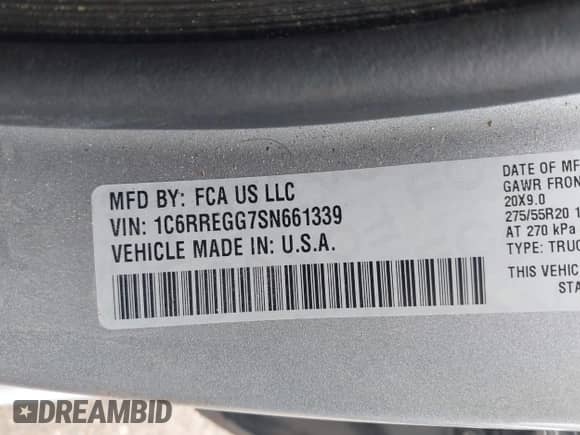 MFD BY: FCA US LLC
VIN: 1C6RREGG7SN661339
VEHICLE MADE IN: U.S.A.
DATE OF MF
GAWR FRON
20X9.0
275/55R20 1
AT 270 kPa
TYPE: TRUC
THIS VEHIC
STA
DREAMBID